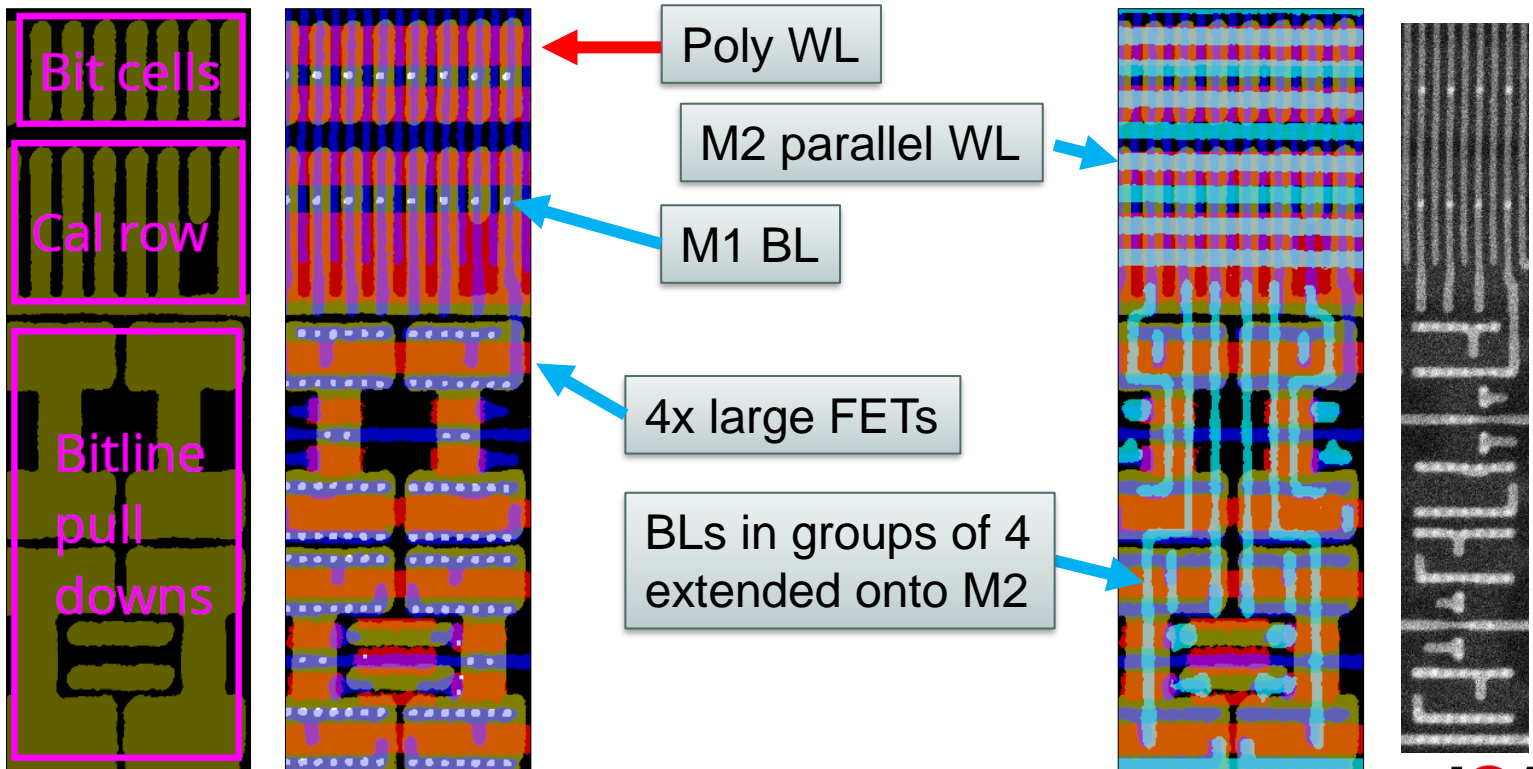 Bit cells
Cal row
Bitline
pull
downs
Poly WL
M2 parallel WL
M1 BL
4x large FETs
BLs in groups of 4
extended onto M2